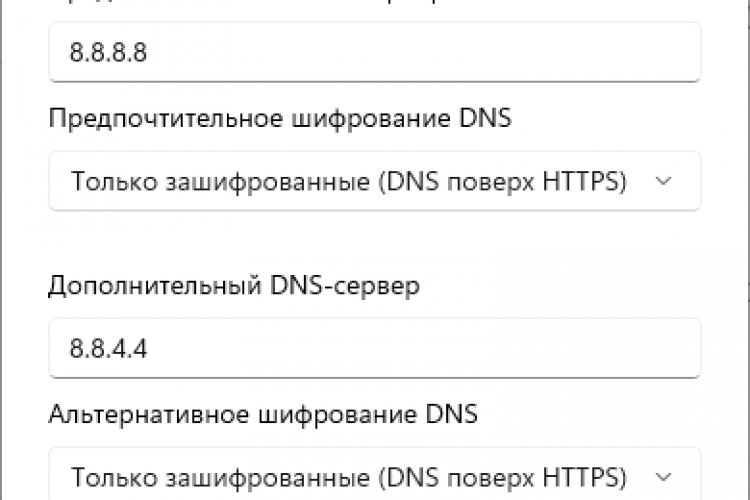 8.8.8.8
Предпочтительное шифрование DNS
Только зашифрованные (DNS поверх HTTPS)
Дополнительный DNS-сервер
8.8.4.4
Альтернативное шифрование DNS
Только зашифрованные (DNS поверх HTTPS)